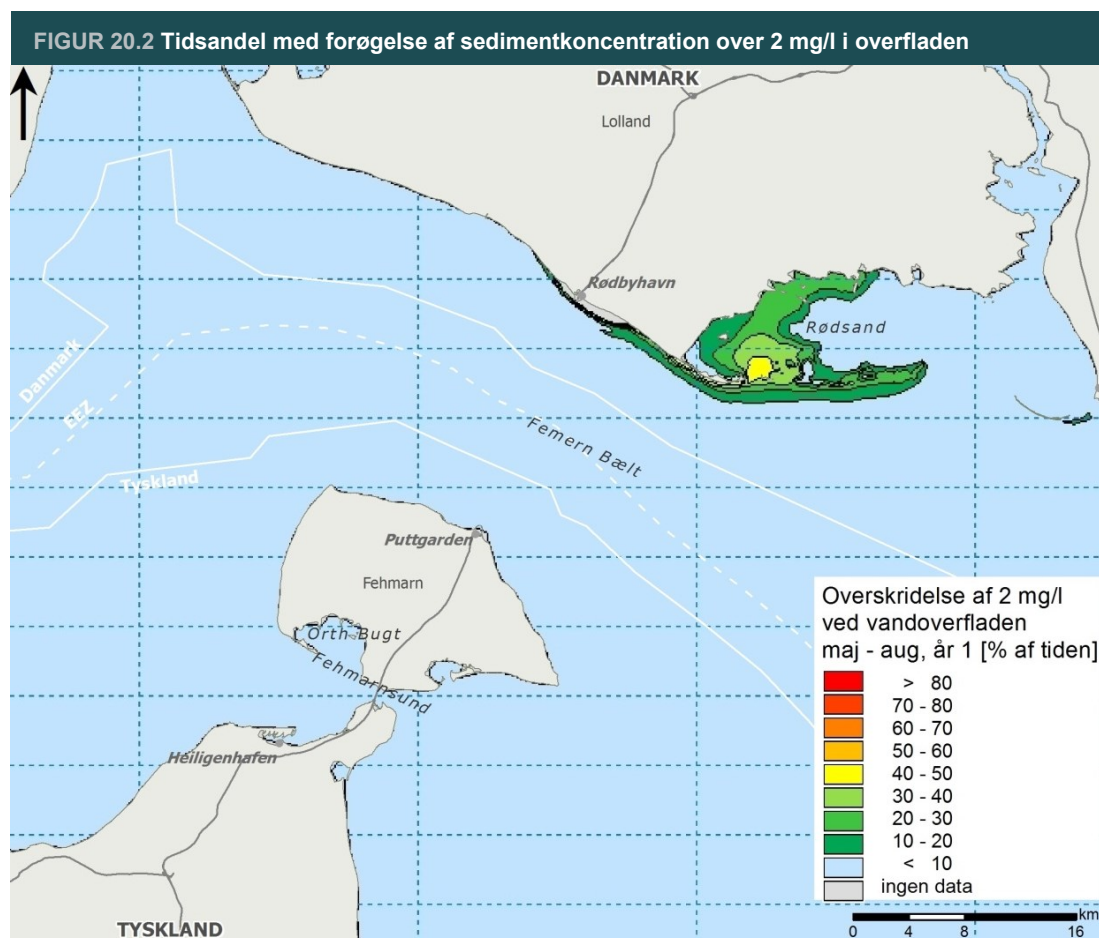 FIGUR 20.2 Tidsandel med forøgelse af sedimentkoncentration over 2 mg/l i overfladen
DANMARK
Lolland
Rødbyhavn
Rødsand
Danmark
EEZ
Tyskland
Femern Bælt
Puttgarden
Fehmarn
Orth Bugt
Fehmarnsund
Heiligenhafen
TYSKLAND
Overskridelse af 2 mg/l
ved vandoverfladen
maj - aug, år 1 [% af tiden]
> 80
70 - 80
60 - 70
50 - 60
40 - 50
30 - 40
20 - 30
10 - 20
< 10
ingen data
km
0 4 8 16